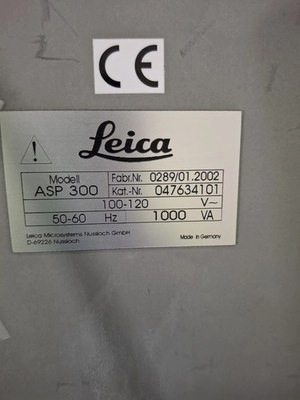 CE
Leica
Modell Fabr.Nr. 0289/01.2002
ASP 300 Kat.-Nr. 047634101
100-120 V~
50-60 Hz 1000 VA
Leica Microsystems Nussloch GmbH
D-69226 Nussloch Made in Germany